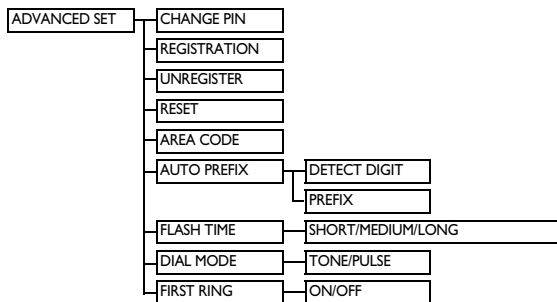 ADVANCED SET CHANGE PIN
REGISTRATION
UNREGISTER
RESET
AREA CODE
AUTO PREFIX DETECT DIGIT
PREFIX
FLASH TIME SHORT/MEDIUM/LONG
DIAL MODE TONE/PULSE
FIRST RING ON/OFF